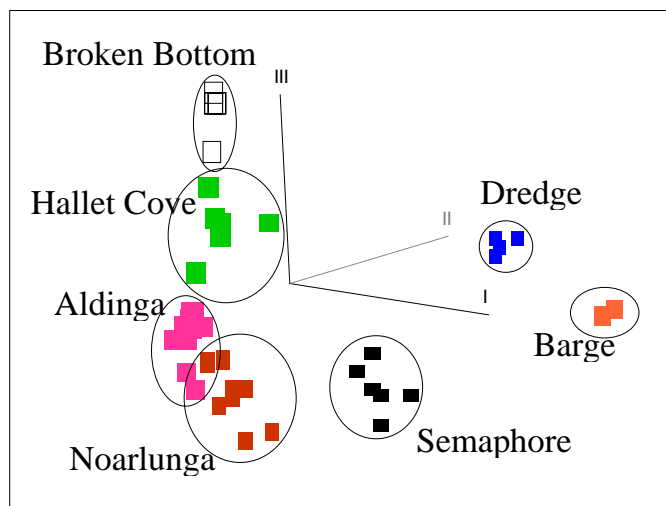 Broken Bottom
III
Hallet Cove
Dredge
II
Aldinga
I
Barge
Semaphore
Noarlunga